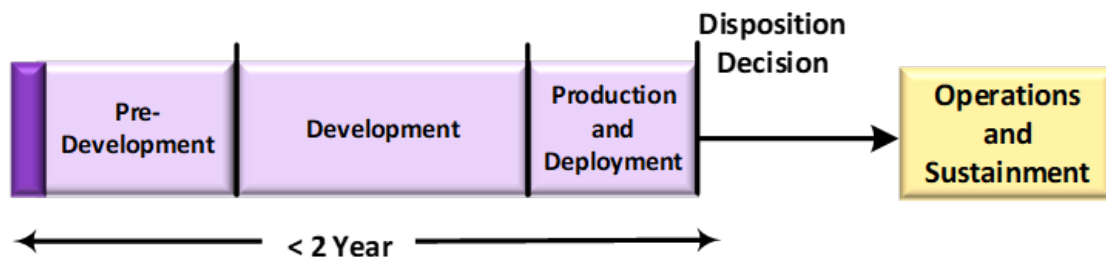 Pre-
Development
Development
Production
and
Deployment
Disposition
Decision
Operations
and
Sustainment
< 2 Year